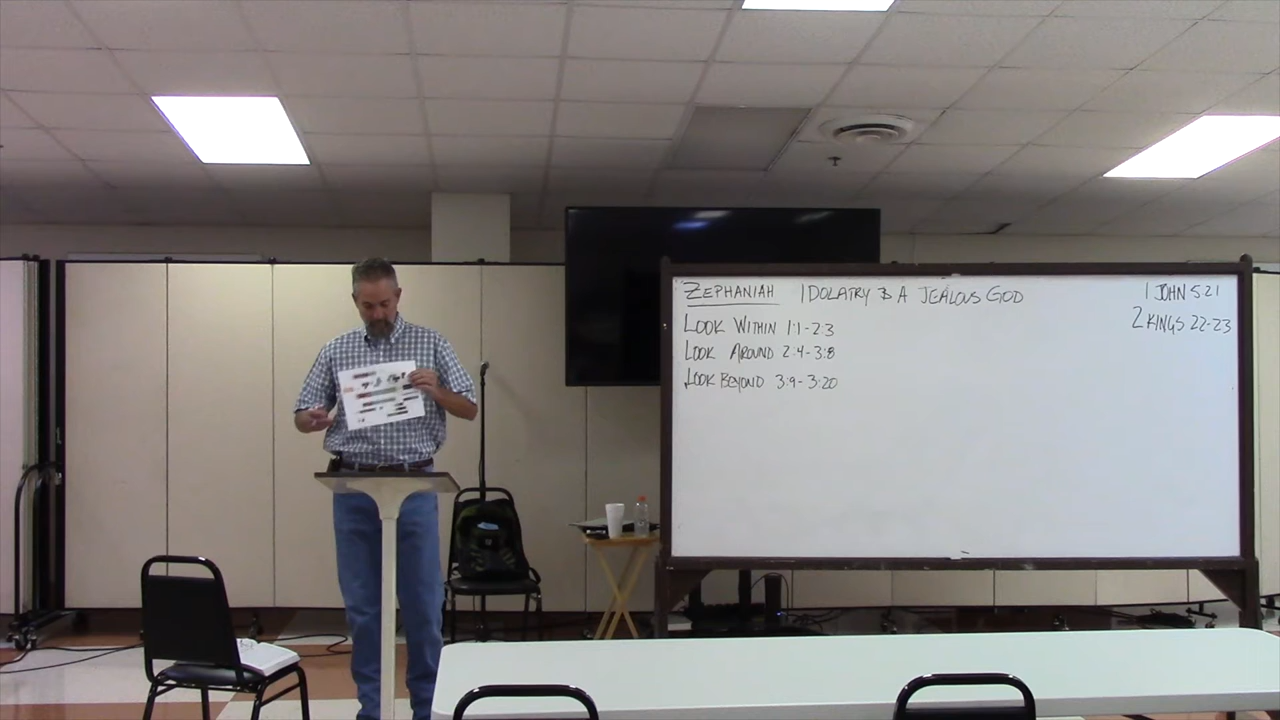 ZEPHANIAH IDOLATRY & A JEALOUS GOD
LOOK WITHIN 1:1-2:3
LOOK AROUND 2:4-3:8
LOOK BEYOND 3:9-3:20
1 JOHN 5:21
2 KINGS 22-23